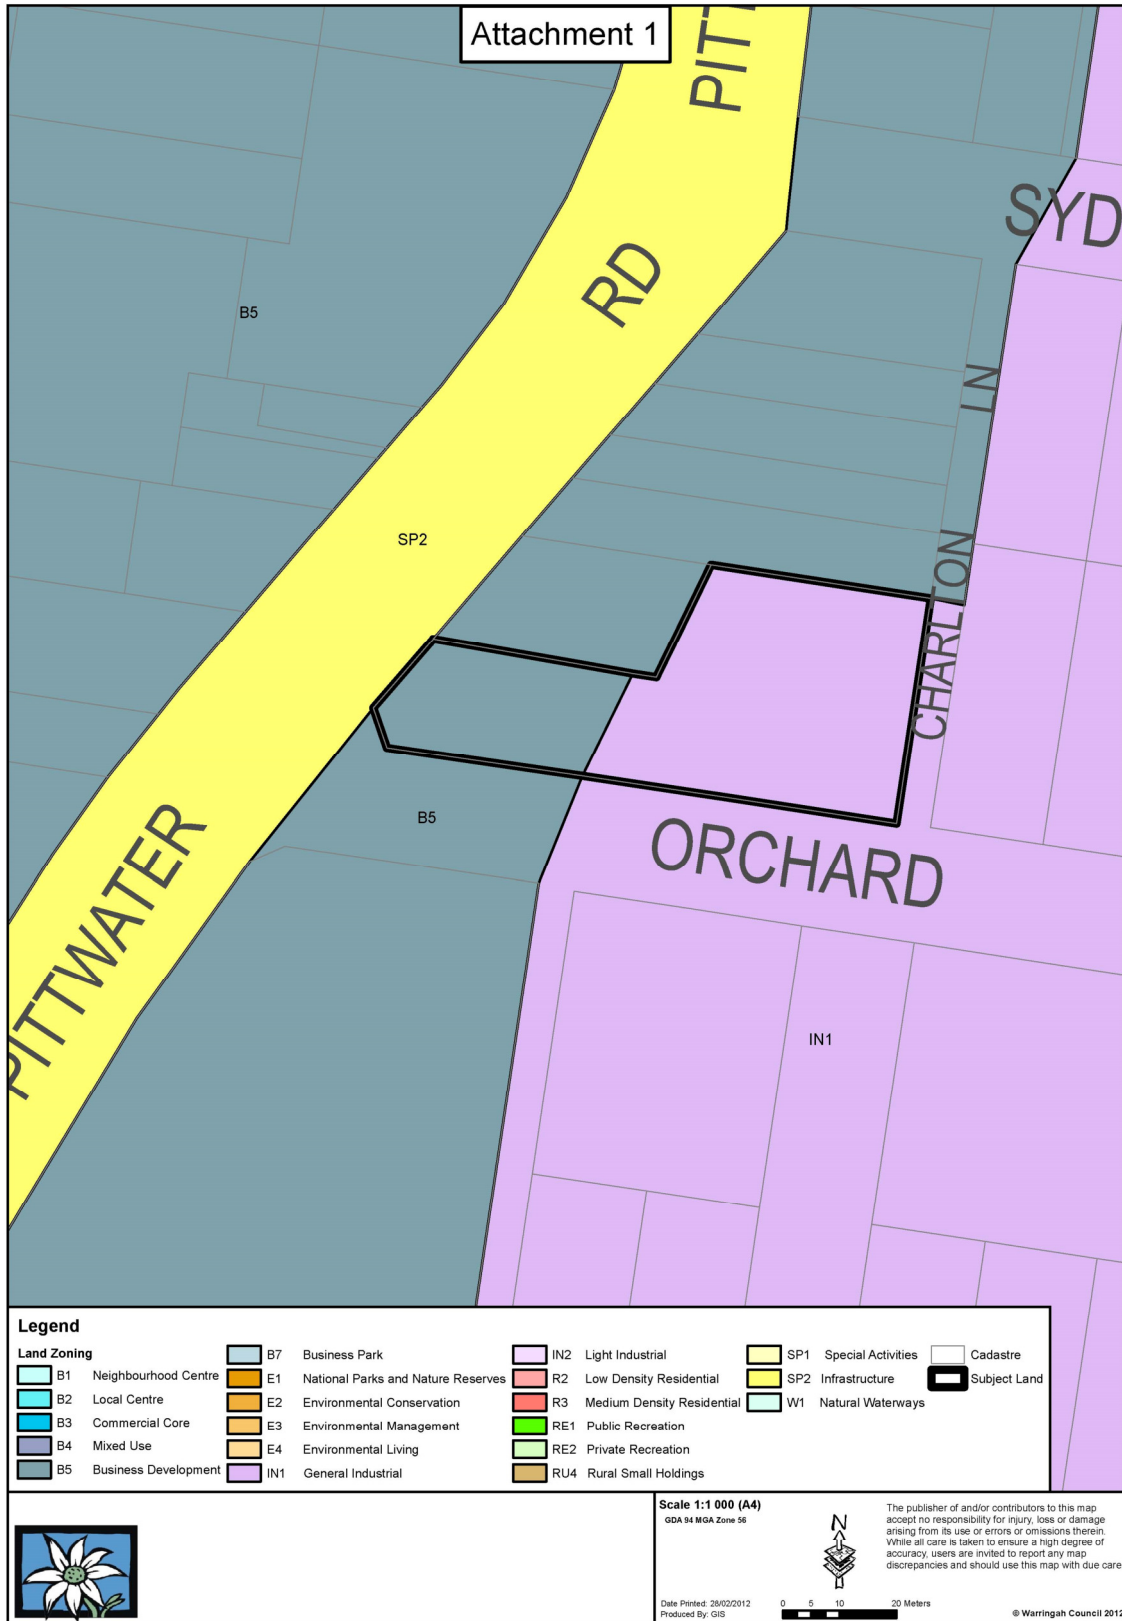 Attachment 1
PIT
SYD
RD
B5
LN
SP2
CHARLTON
B5
ORCHARD
PITTWATER
IN1
Legend
Land Zoning
B1 Neighbourhood Centre
B2 Local Centre
B3 Commercial Core
B4 Mixed Use
B5 Business Development
B7 Business Park
E1 National Parks and Nature Reserves
E2 Environmental Conservation
E3 Environmental Management
E4 Environmental Living
IN1 General Industrial
IN2 Light Industrial
R2 Low Density Residential
R3 Medium Density Residential
RE1 Public Recreation
RE2 Private Recreation
RU4 Rural Small Holdings
SP1 Special Activities
SP2 Infrastructure
W1 Natural Waterways
Cadastre
Subject Land
Scale 1:1 000 (A4)
GDA 94 MGA Zone 56
Date Printed: 28/02/2012
Produced By: GIS
N
0 5 10 20 Meters
The publisher of and/or contributors to this map
accept no responsibility for injury, loss or damage
arising from its use or errors or omissions therein.
While all care is taken to ensure a high degree of
accuracy, users are invited to report any map
discrepancies and should use this map with due care
© Warringah Council 2012